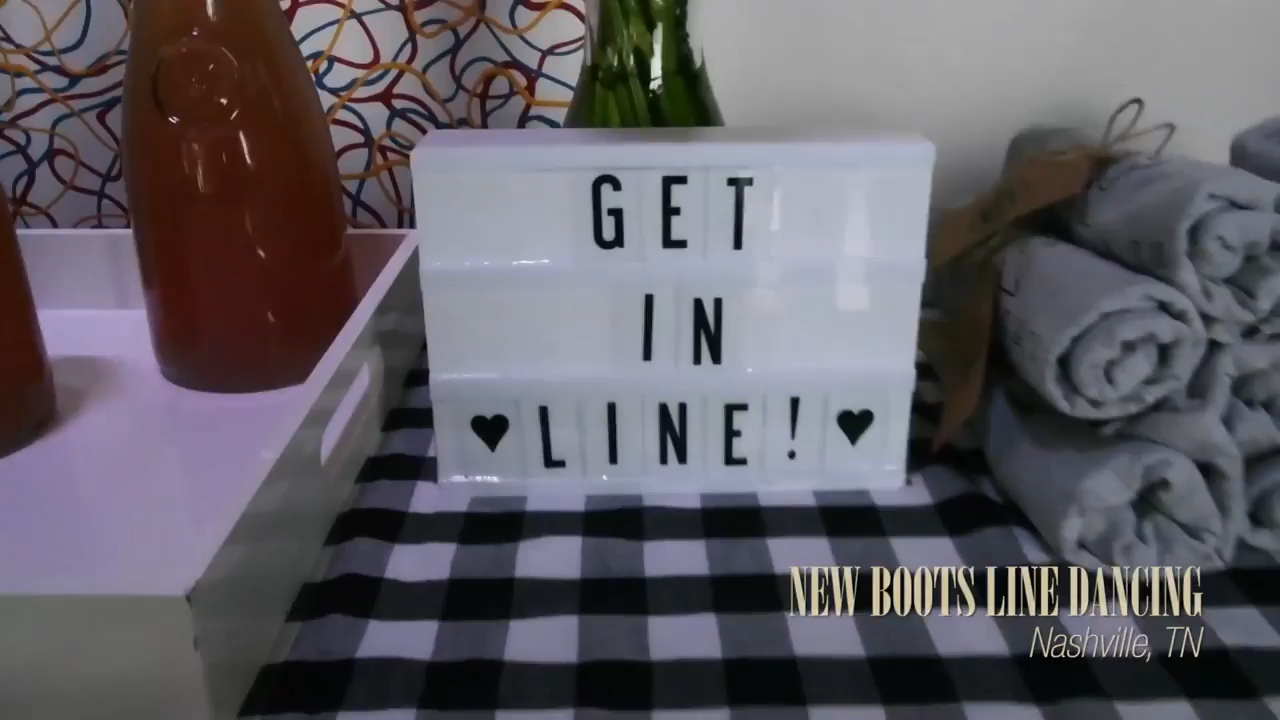 GET
IN
♥LINE!♥
NEW BOOTS LINE DANCING
Nashville, TN